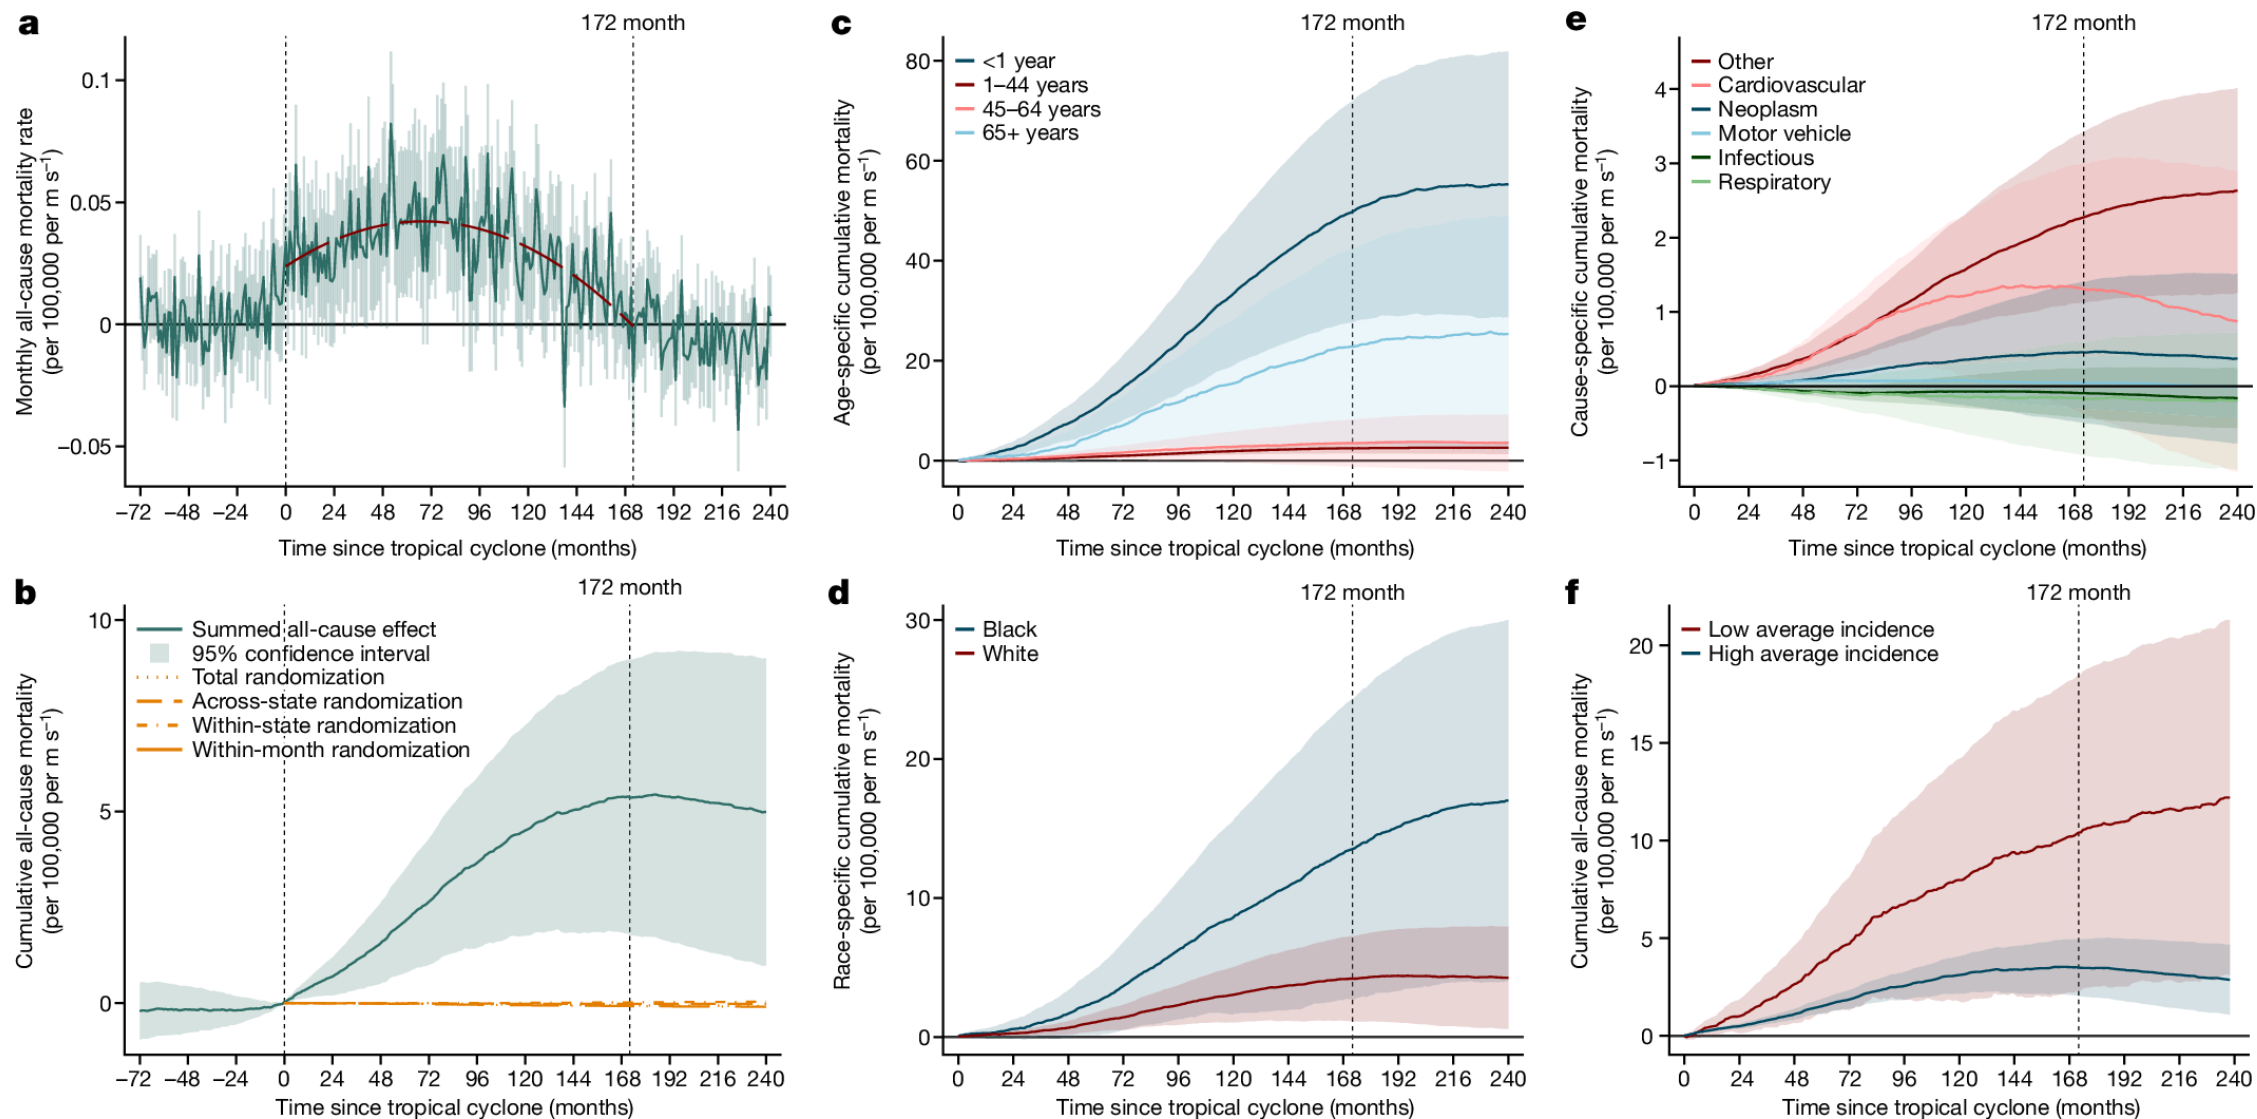 a
172 month
Monthly all-cause mortality rate
(per 100,000 per m s⁻¹)
0.1
0.05
0
−0.05
−72 −48 −24 0 24 48 72 96 120 144 168 192 216 240
Time since tropical cyclone (months)
b
172 month
Cumulative all-cause mortality
(per 100,000 per m s⁻¹)
10
5
0
Summed all-cause effect
95% confidence interval
Total randomization
Across-state randomization
Within-state randomization
Within-month randomization
−72 −48 −24 0 24 48 72 96 120 144 168 192 216 240
Time since tropical cyclone (months)
c
172 month
Age-specific cumulative mortality
(per 100,000 per m s⁻¹)
80
60
40
20
0
<1 year
1–44 years
45–64 years
65+ years
0 24 48 72 96 120 144 168 192 216 240
Time since tropical cyclone (months)
d
172 month
Race-specific cumulative mortality
(per 100,000 per m s⁻¹)
30
20
10
0
Black
White
0 24 48 72 96 120 144 168 192 216 240
Time since tropical cyclone (months)
e
172 month
Cause-specific cumulative mortality
(per 100,000 per m s⁻¹)
4
3
2
1
0
−1
Other
Cardiovascular
Neoplasm
Motor vehicle
Infectious
Respiratory
0 24 48 72 96 120 144 168 192 216 240
Time since tropical cyclone (months)
f
172 month
Cumulative all-cause mortality
(per 100,000 per m s⁻¹)
20
15
10
5
0
Low average incidence
High average incidence
0 24 48 72 96 120 144 168 192 216 240
Time since tropical cyclone (months)